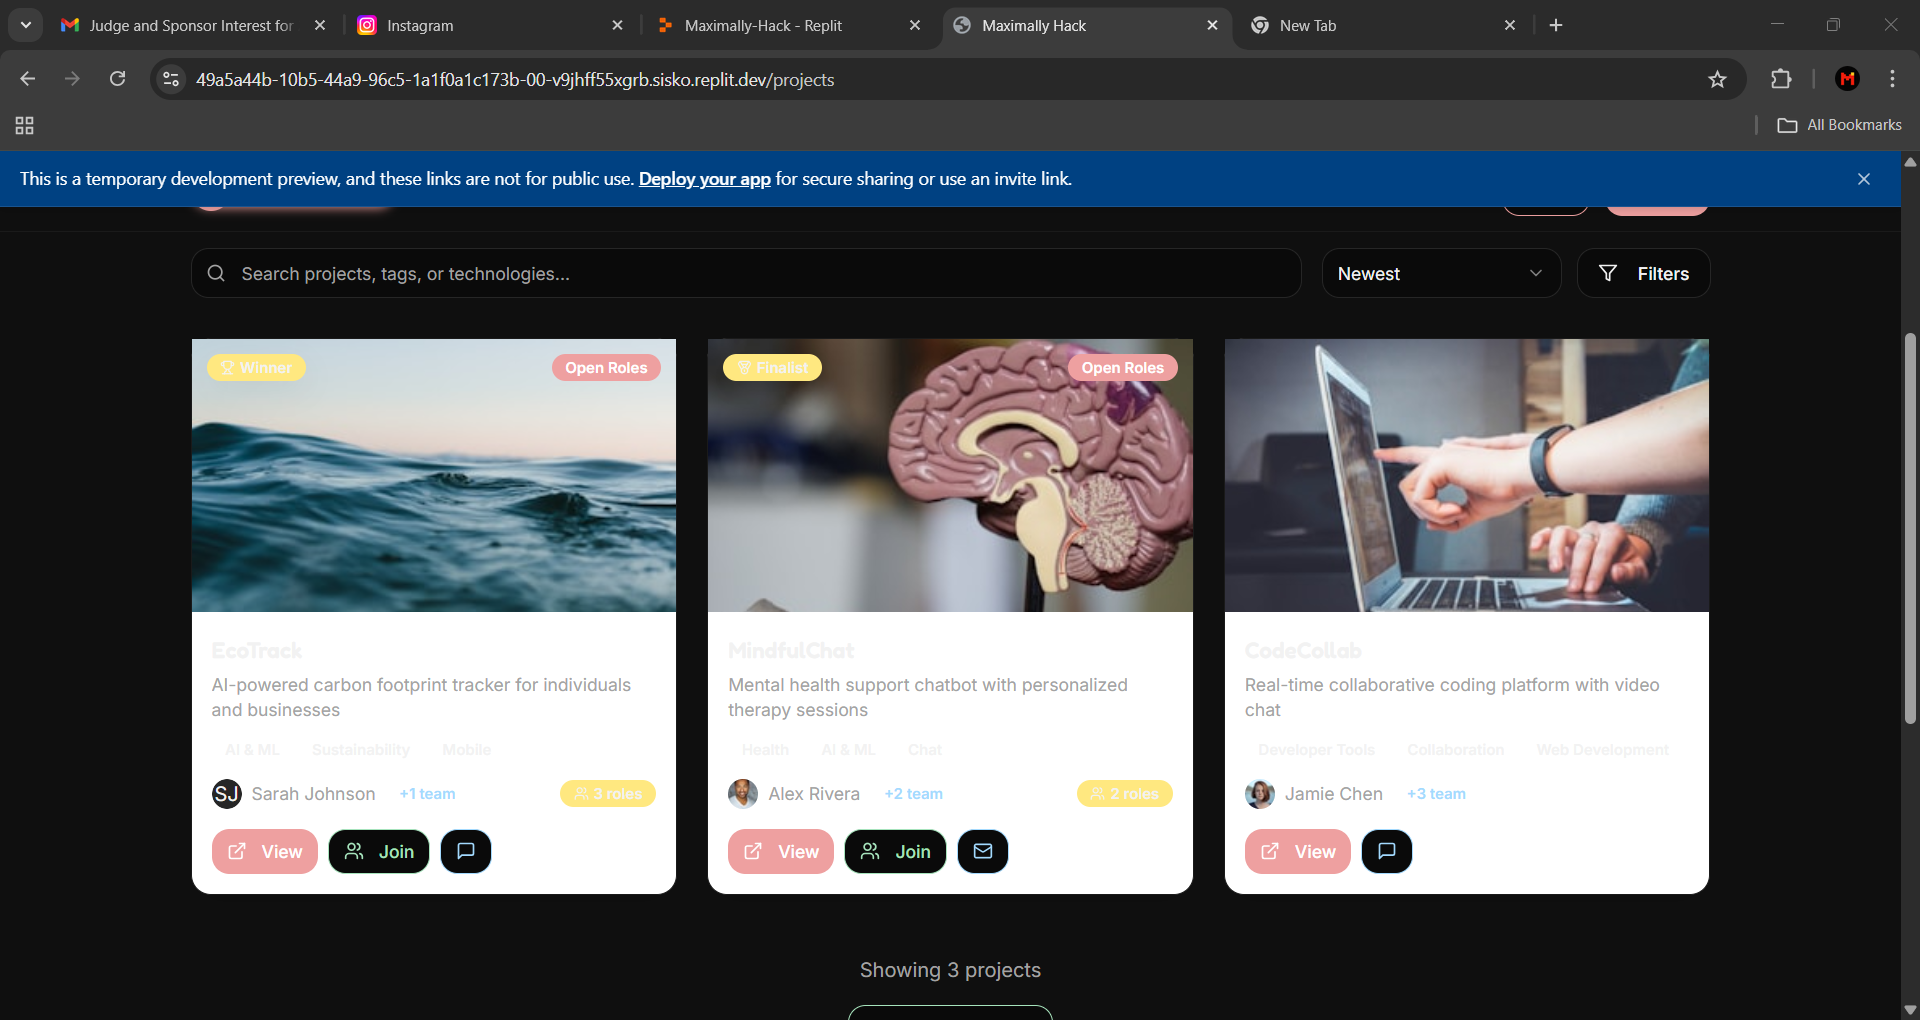 Judge and Sponsor Interest for
Instagram
Maximally-Hack - Replit
Maximally Hack
New Tab
49a5a44b-10b5-44a9-96c5-1a1f0a1c173b-00-v9jhff55xgrb.sisko.replit.dev/projects
M
All Bookmarks
This is a temporary development preview, and these links are not for public use. Deploy your app for secure sharing or use an invite link.
Search projects, tags, or technologies...
Newest
Filters
Winner
Open Roles
EcoTrack
AI-powered carbon footprint tracker for individuals
and businesses
AI & ML Sustainability Mobile
SJ Sarah Johnson +1 team 3 roles
View Join
Finalist
Open Roles
MindfulChat
Mental health support chatbot with personalized
therapy sessions
Health AI & ML Chat
Alex Rivera +2 team 2 roles
View Join
CodeCollab
Real-time collaborative coding platform with video
chat
Developer Tools Collaboration Web Development
Jamie Chen +3 team
View
Showing 3 projects